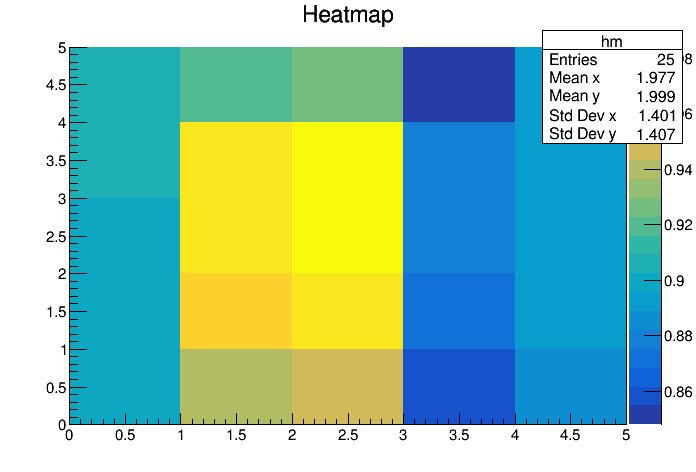 Heatmap
hm
Entries 25
Mean x 1.977
Mean y 1.999
Std Dev x 1.401
Std Dev y 1.407
5
4.5
4
3.5
3
2.5
2
1.5
1
0.5
0
0 0.5 1 1.5 2 2.5 3 3.5 4 4.5 5
8
6
0.94
0.92
0.9
0.88
0.86